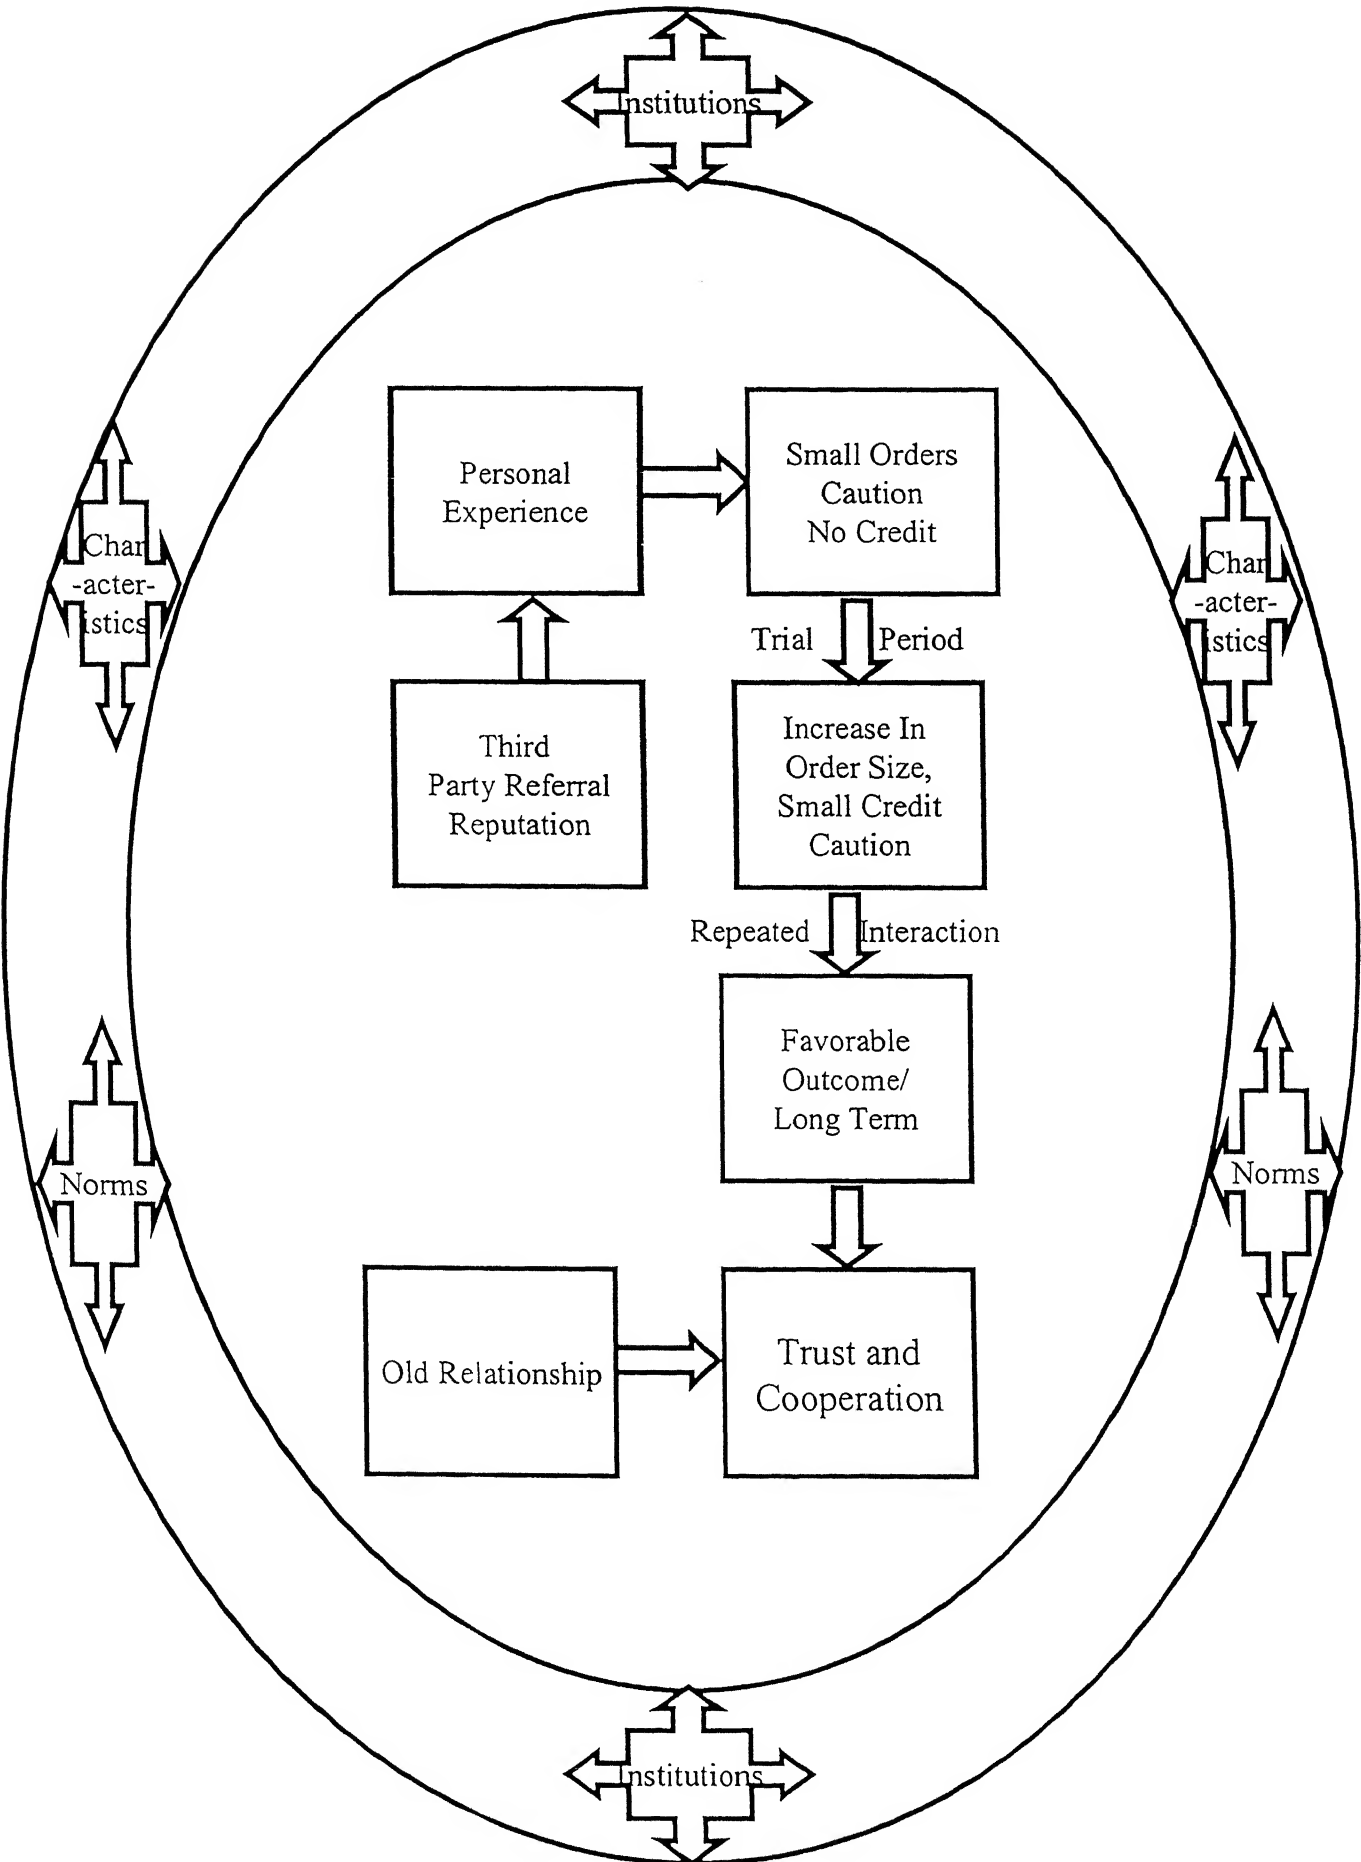 Institutions
Personal
Experience
Small Orders
Caution
No Credit
Char
-acter-
istics
Char
-acter-
istics
Trial Period
Third
Party Referral
Reputation
Increase In
Order Size,
Small Credit
Caution
Repeated Interaction
Favorable
Outcome/
Long Term
Norms
Norms
Old Relationship
Trust and
Cooperation
Institutions